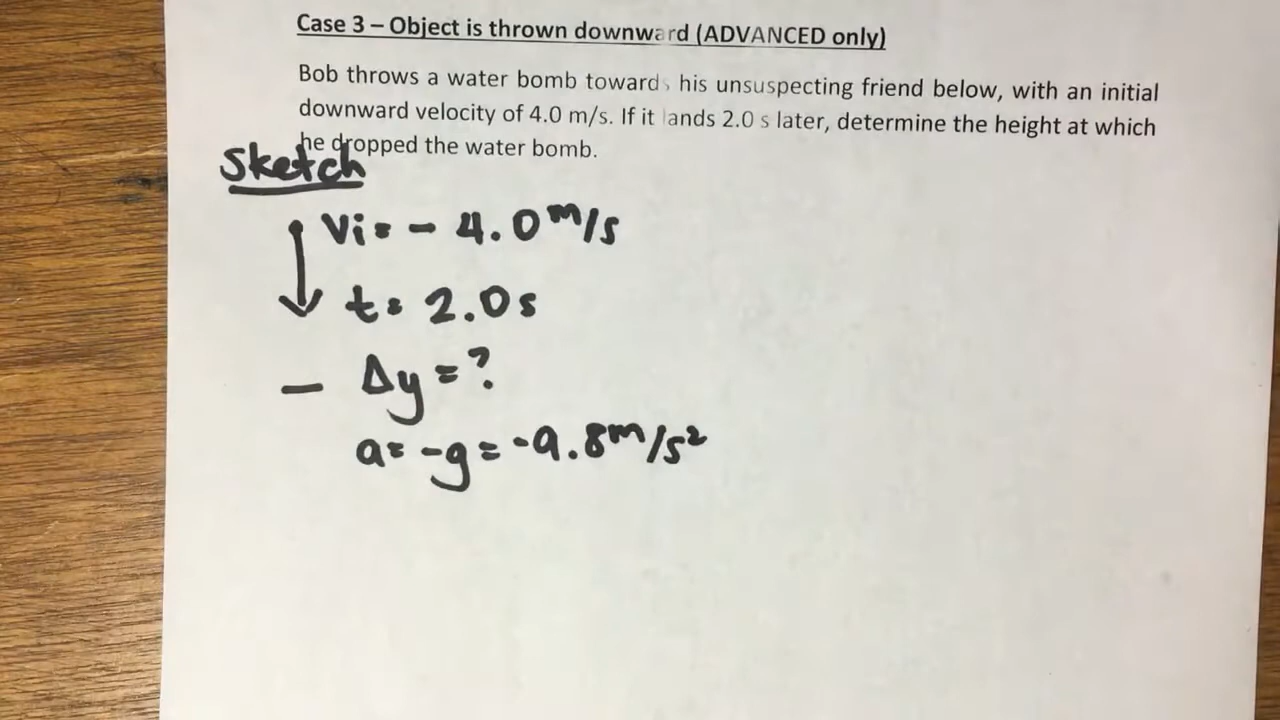 Case 3 – Object is thrown downward (ADVANCED only)
Bob throws a water bomb towards his unsuspecting friend below, with an initial
downward velocity of 4.0 m/s. If it lands 2.0 s later, determine the height at which
he dropped the water bomb.
Sketch
Vi = - 4.0 m/s
t = 2.0s
- Δy = ?
a = -g = -9.8 m/s²